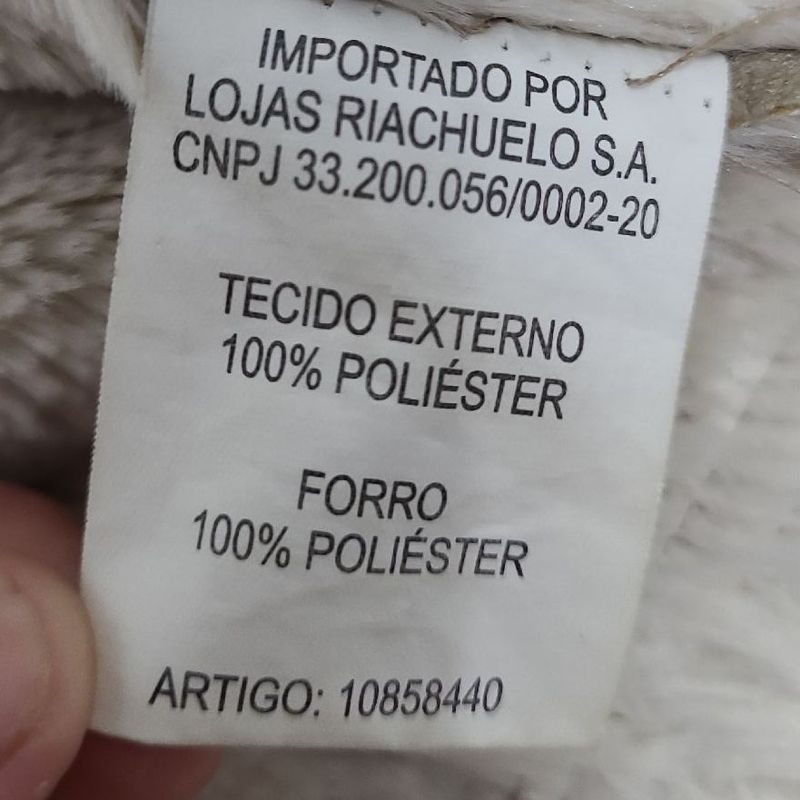 IMPORTADO POR
LOJAS RIACHUELO S.A.
CNPJ 33.200.056/0002-20
TECIDO EXTERNO
100% POLIÉSTER
FORRO
100% POLIÉSTER
ARTIGO: 10858440